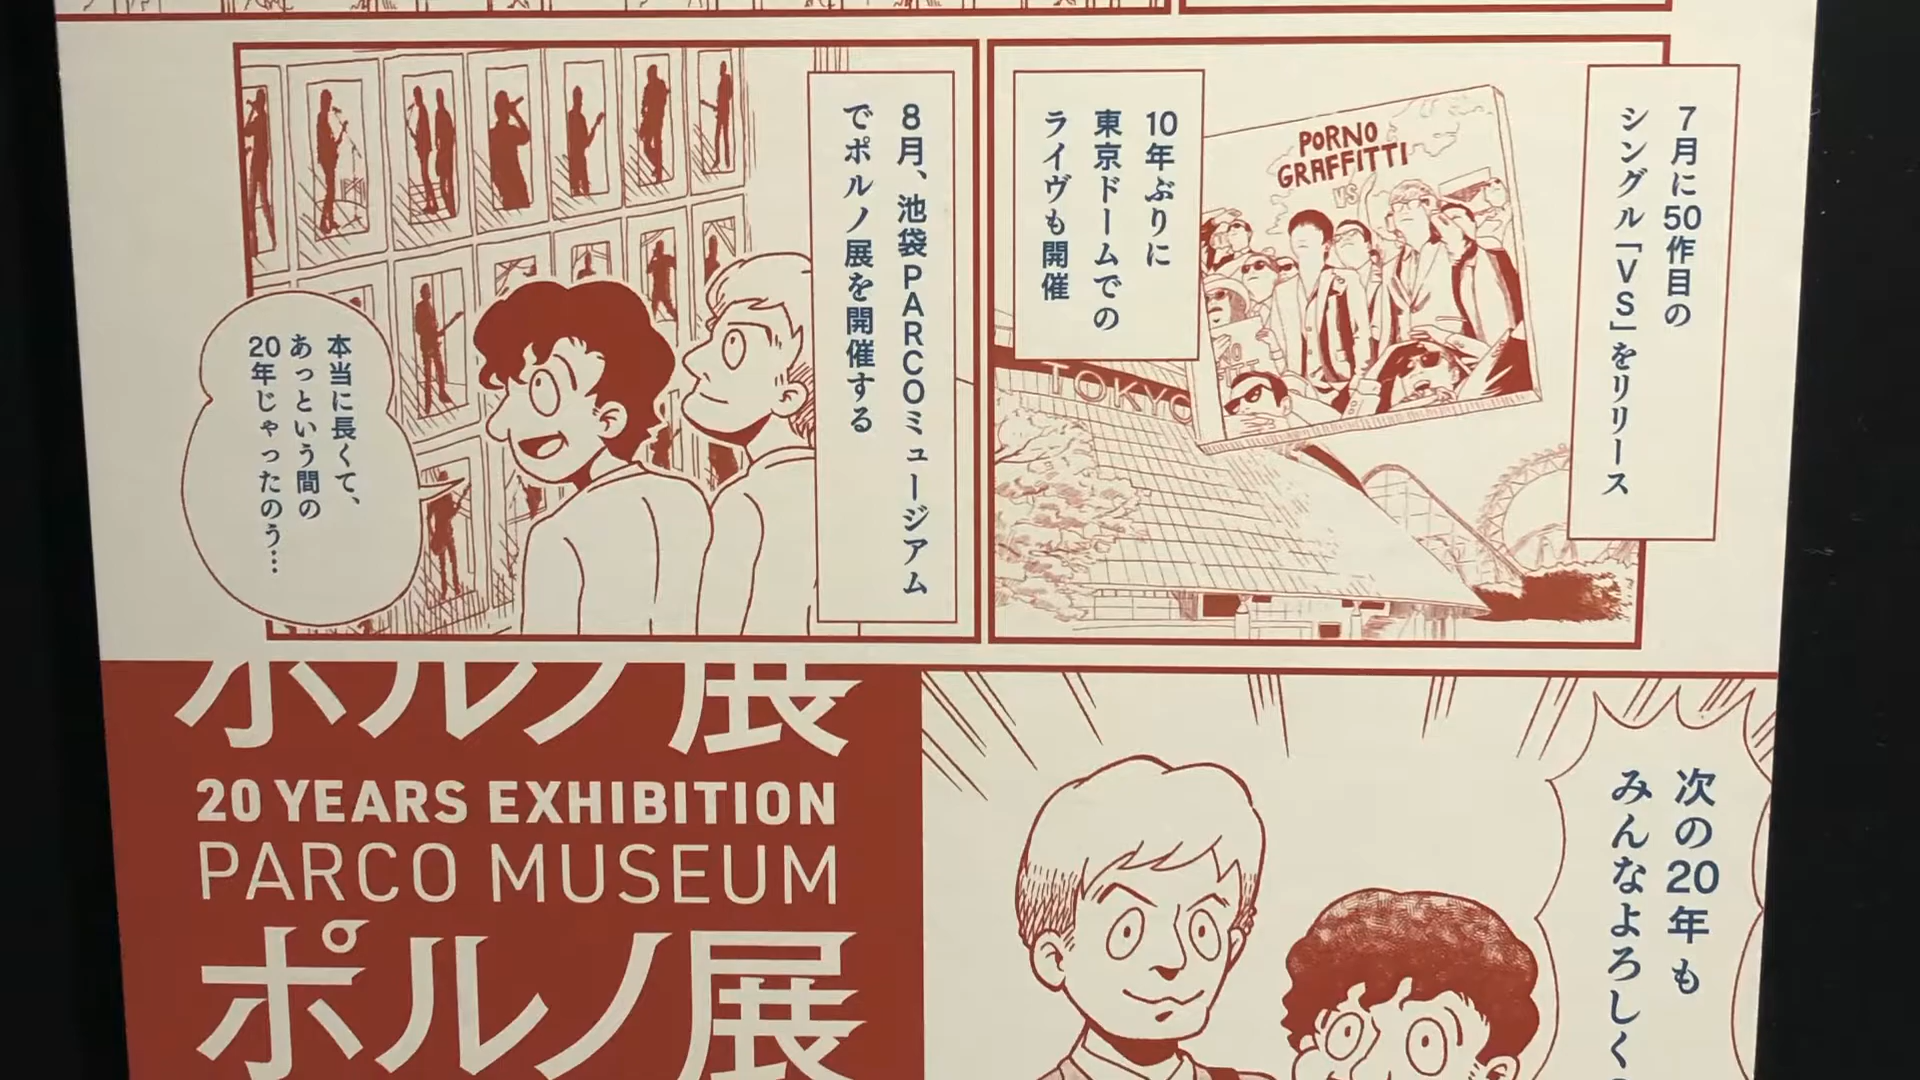 7月に50作目の
シングル「VS」をリリース
PORNO
GRAFFITTI
VS
10年ぶりに
東京ドームでの
ライヴも開催
TOKYO
8月、池袋PARCOミュージアム
でポルノ展を開催する
本当に長くて、
あっという間の
20年じゃったのう…
ポルノ展
20 YEARS EXHIBITION
PARCO MUSEUM
ポルノ展
次の20年も
みんなよろしく